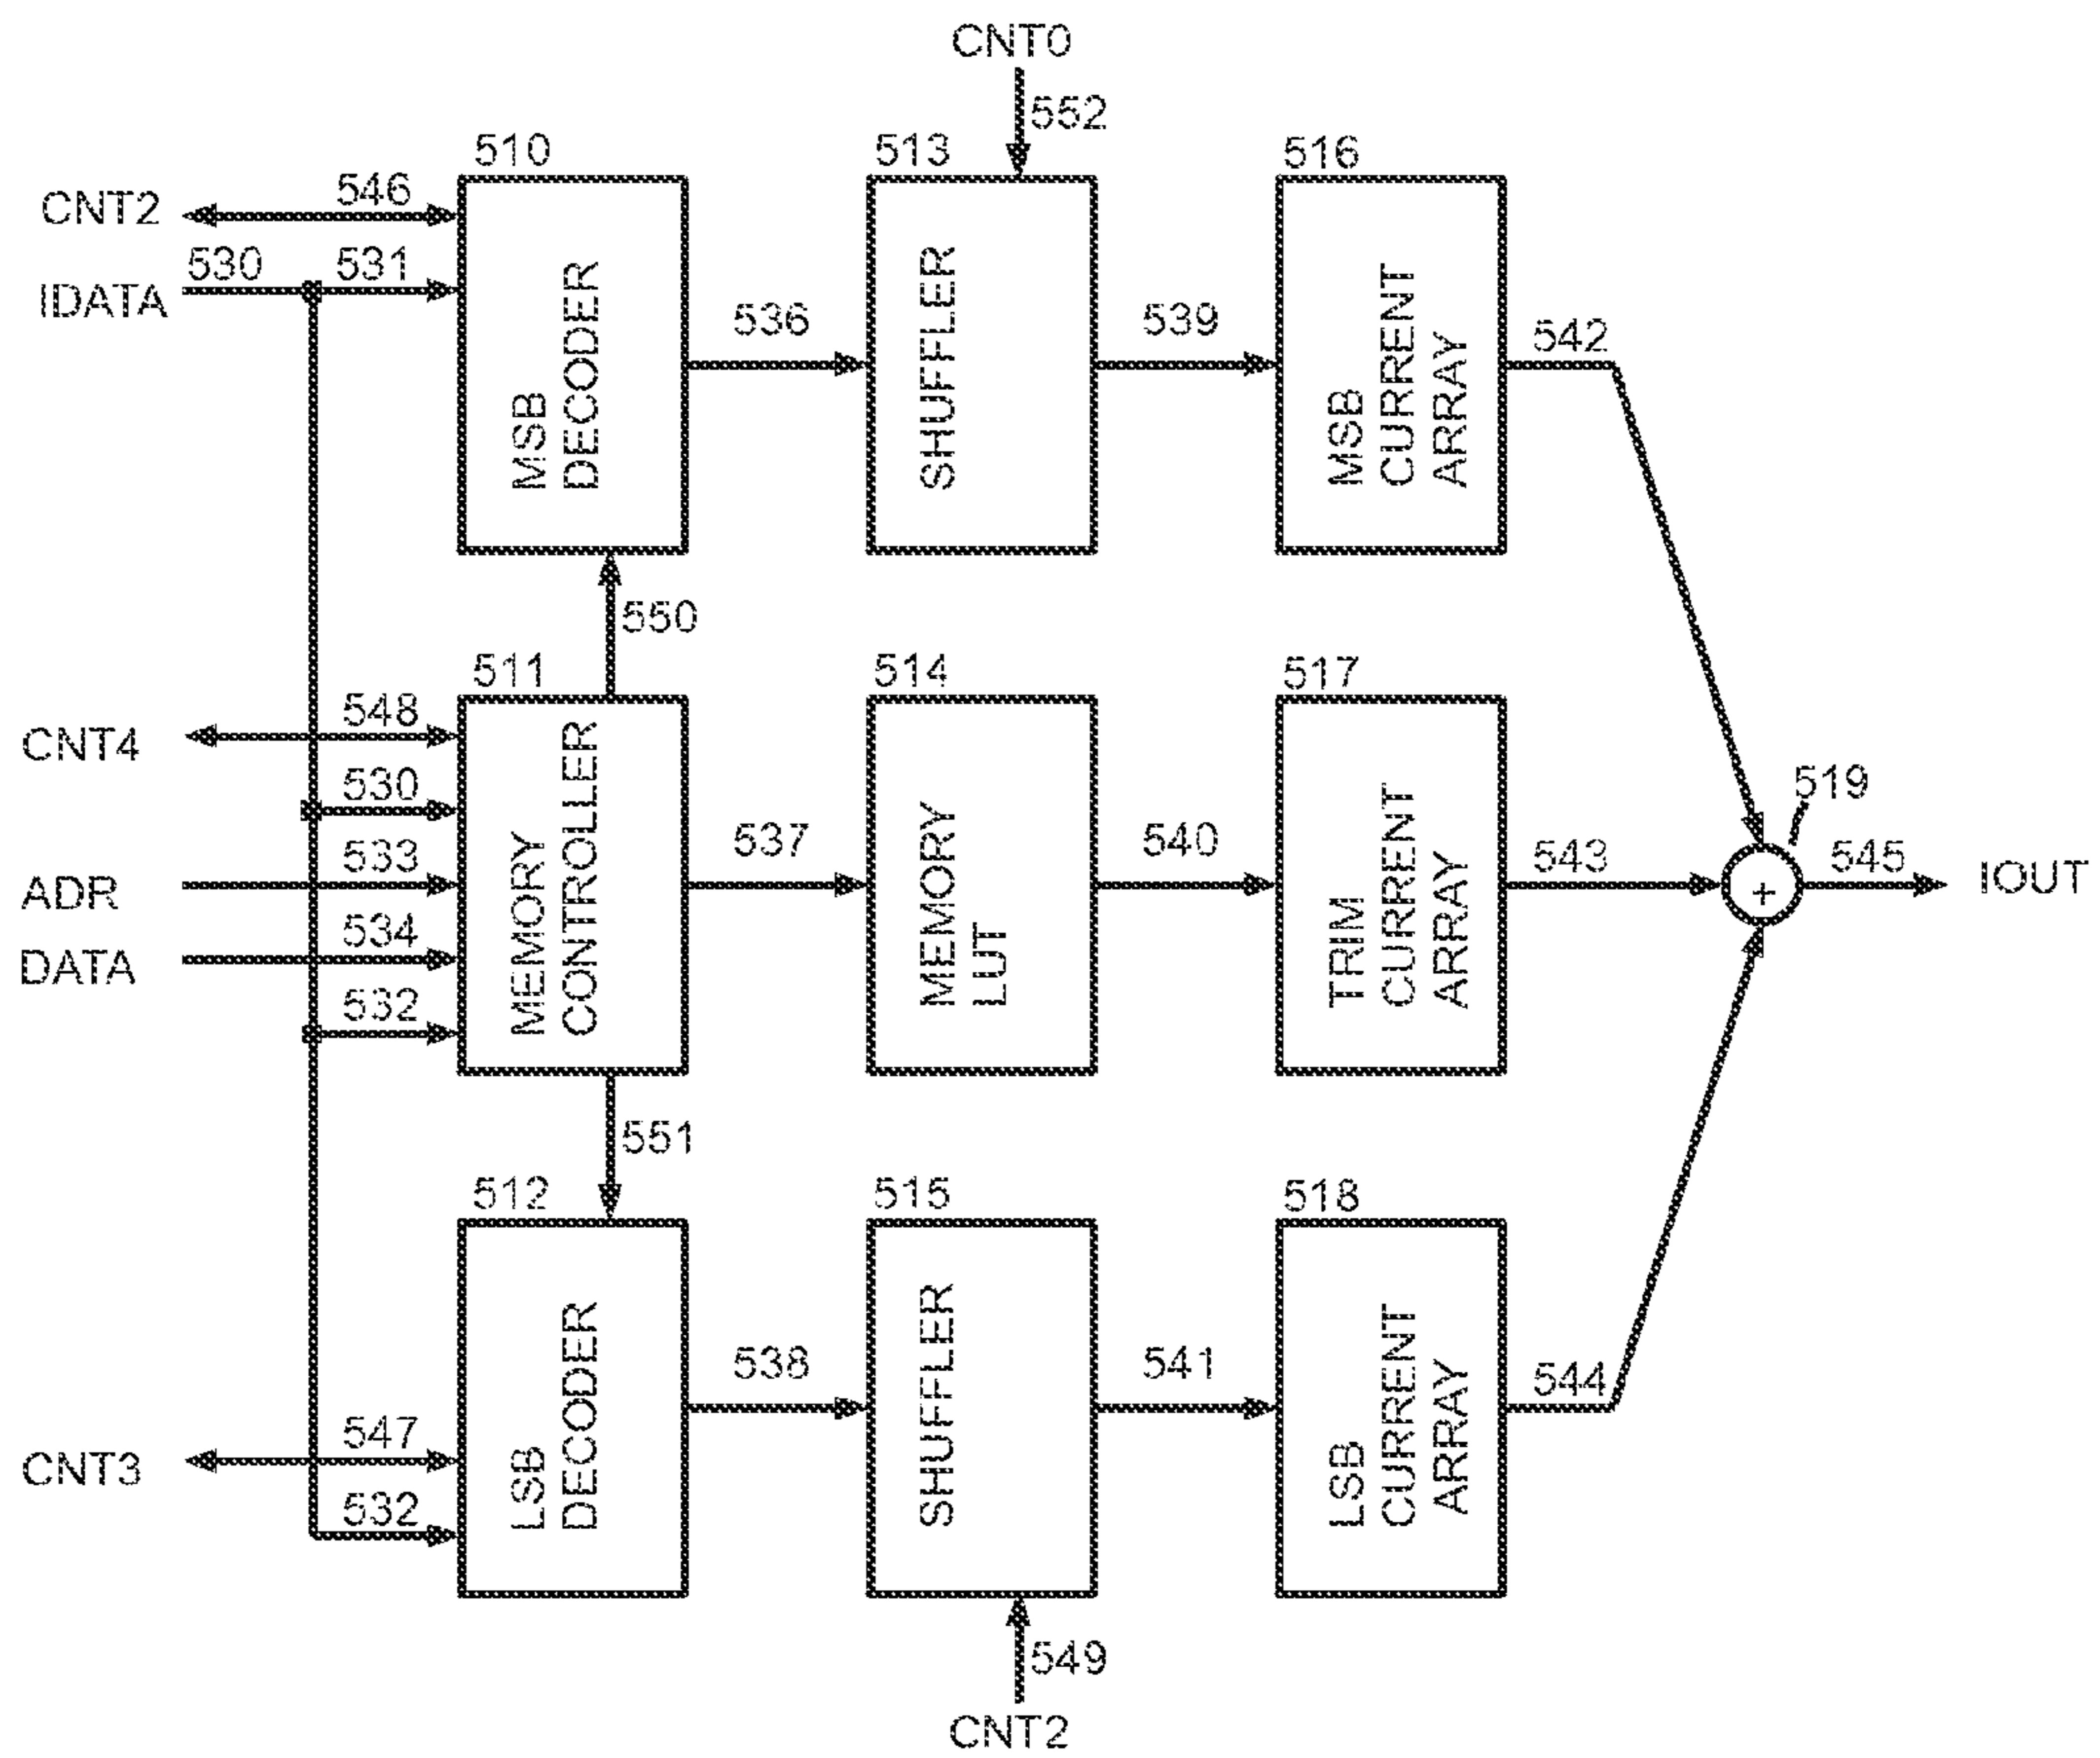 CNT0
552
510
513
516
CNT2
546
530
531
IDATA
MSB
DECODER
536
SHUFFLER
539
MSB
CURRENT
ARRAY
542
550
511
514
517
CNT4
548
530
533
ADR
534
DATA
532
MEMORY
CONTROLLER
537
MEMORY
LUT
540
TRIM
CURRENT
ARRAY
543
519
+
545
IOUT
551
512
515
518
CNT3
547
532
LSB
DECODER
538
SHUFFLER
541
LSB
CURRENT
ARRAY
544
549
CNT2